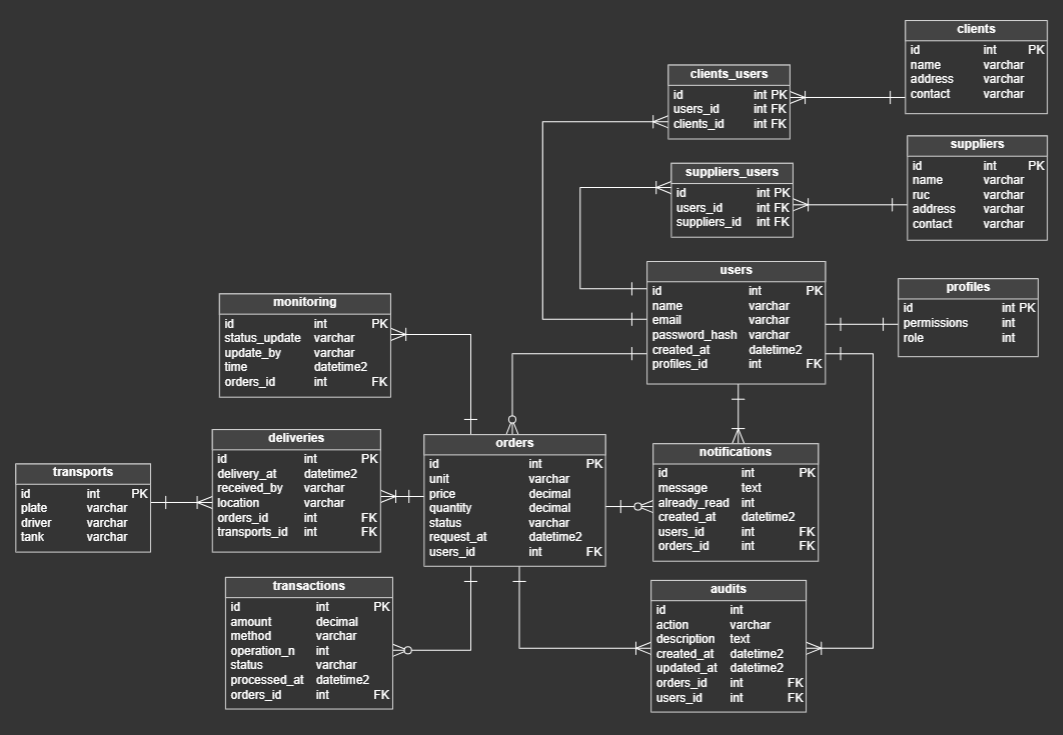 clients
id int PK
name varchar
address varchar
contact varchar
clients_users
id int PK
users_id int FK
clients_id int FK
suppliers
id int PK
name varchar
ruc varchar
address varchar
contact varchar
suppliers_users
id int PK
users_id int FK
suppliers_id int FK
users
id int PK
name varchar
email varchar
password_hash varchar
created_at datetime2
profiles_id int FK
profiles
id int PK
permissions int
role int
monitoring
id int PK
status_update varchar
update_by varchar
time datetime2
orders_id int FK
deliveries
id int PK
delivery_at datetime2
received_by varchar
location varchar
orders_id int FK
transports_id int FK
transports
id int PK
plate varchar
driver varchar
tank varchar
orders
id int PK
unit varchar
price decimal
quantity decimal
status varchar
request_at datetime2
users_id int FK
notifications
id int PK
message text
already_read int
created_at datetime2
users_id int FK
orders_id int FK
transactions
id int PK
amount decimal
method varchar
operation_n int
status varchar
processed_at datetime2
orders_id int FK
audits
id int
action varchar
description text
created_at datetime2
updated_at datetime2
orders_id int FK
users_id int FK